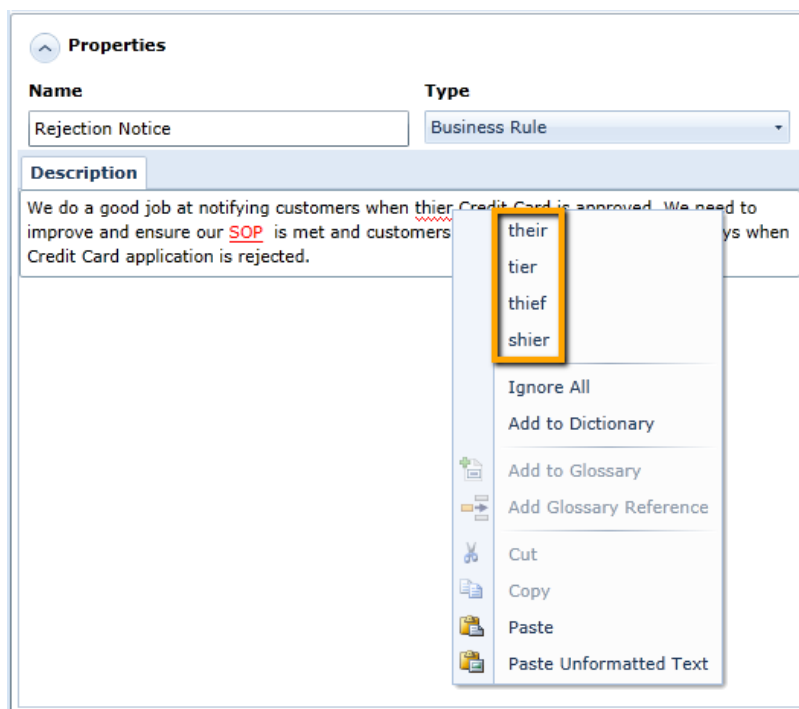 Properties
Name
Type
Rejection Notice
Business Rule
Description
We do a good job at notifying customers when thier Credit Card is approved. We need to
improve and ensure our SOP is met and customers ys when
Credit Card application is rejected.
their
tier
thief
shier
Ignore All
Add to Dictionary
Add to Glossary
Add Glossary Reference
Cut
Copy
Paste
Paste Unformatted Text